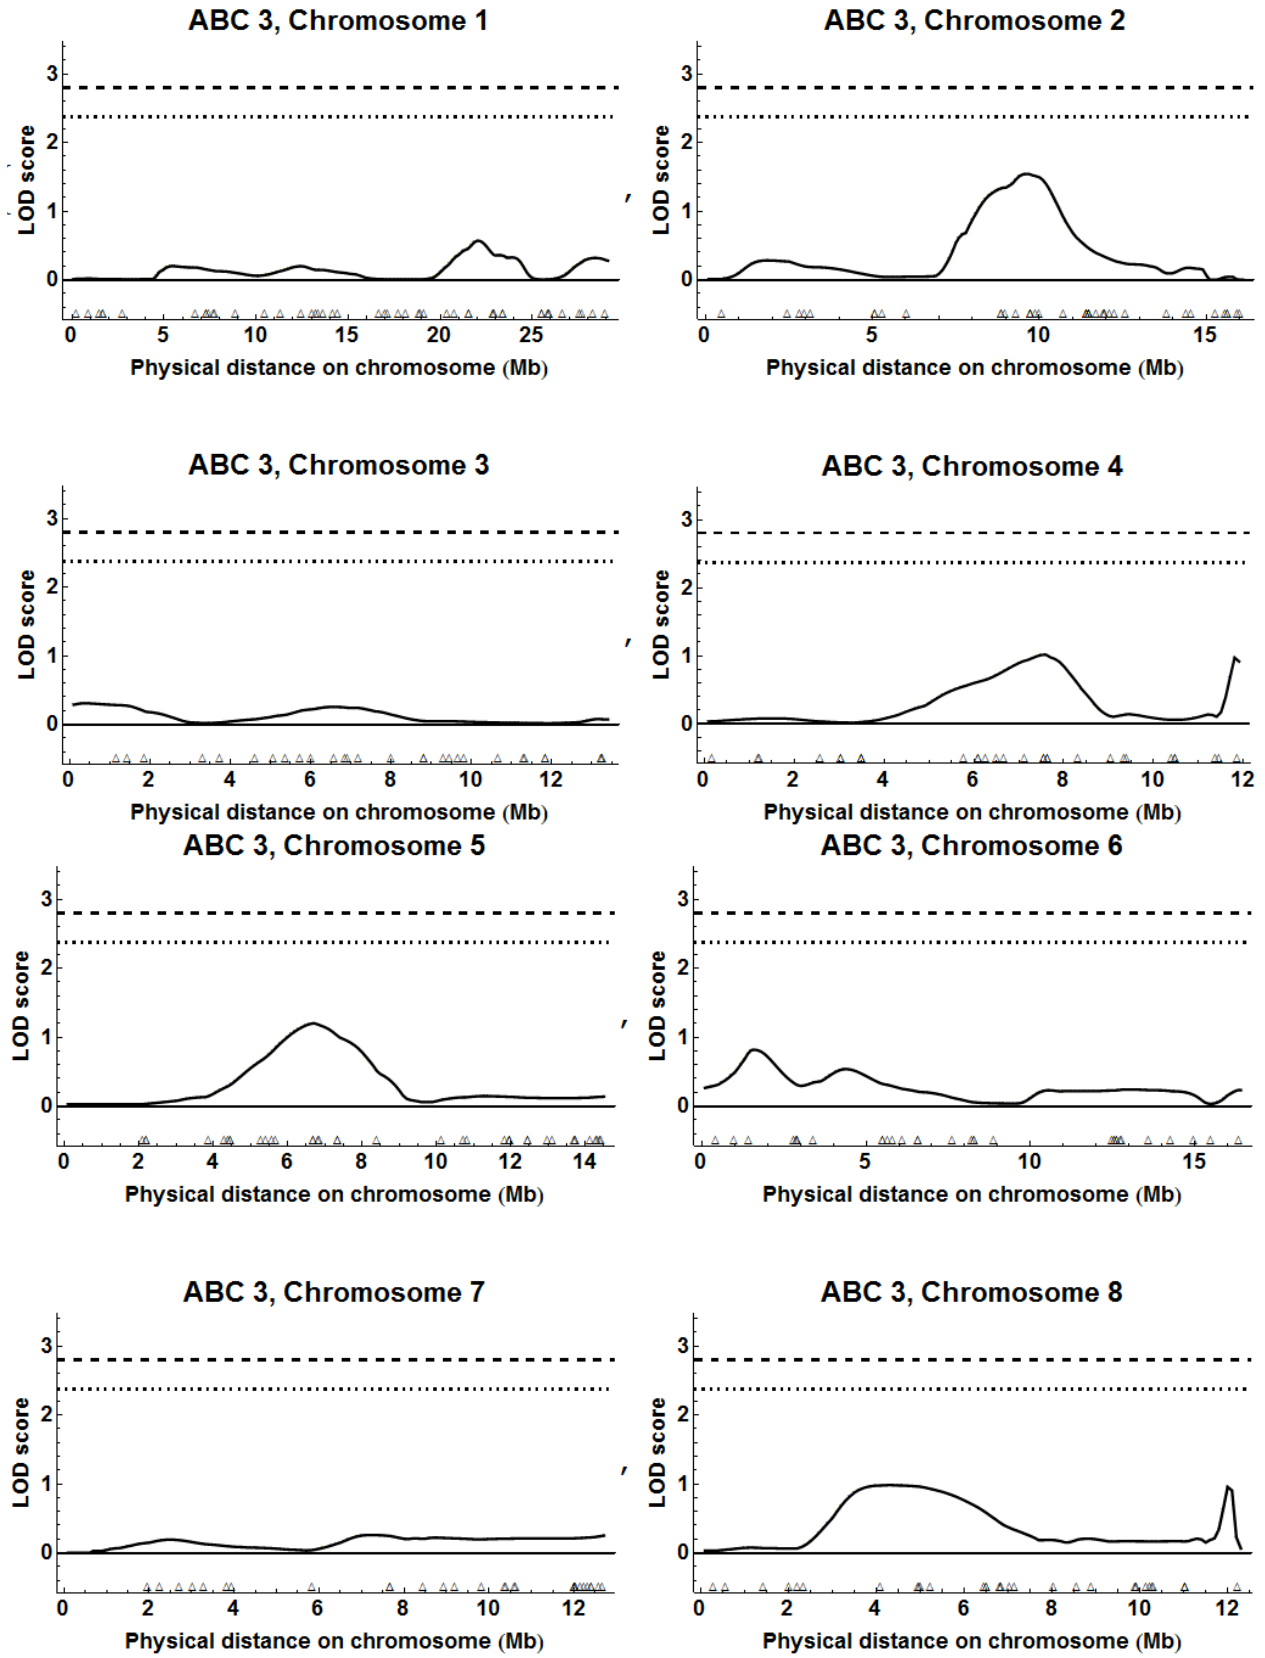 ABC 3, Chromosome 1
3
2
1
0
LOD score
0 5 10 15 20 25
Physical distance on chromosome (Mb)
,
ABC 3, Chromosome 2
3
2
1
0
LOD score
0 5 10 15
Physical distance on chromosome (Mb)
ABC 3, Chromosome 3
3
2
1
0
LOD score
0 2 4 6 8 10 12
Physical distance on chromosome (Mb)
,
ABC 3, Chromosome 4
3
2
1
0
LOD score
0 2 4 6 8 10 12
Physical distance on chromosome (Mb)
ABC 3, Chromosome 5
3
2
1
0
LOD score
0 2 4 6 8 10 12 14
Physical distance on chromosome (Mb)
,
ABC 3, Chromosome 6
3
2
1
0
LOD score
0 5 10 15
Physical distance on chromosome (Mb)
ABC 3, Chromosome 7
3
2
1
0
LOD score
0 2 4 6 8 10 12
Physical distance on chromosome (Mb)
,
ABC 3, Chromosome 8
3
2
1
0
LOD score
0 2 4 6 8 10 12
Physical distance on chromosome (Mb)